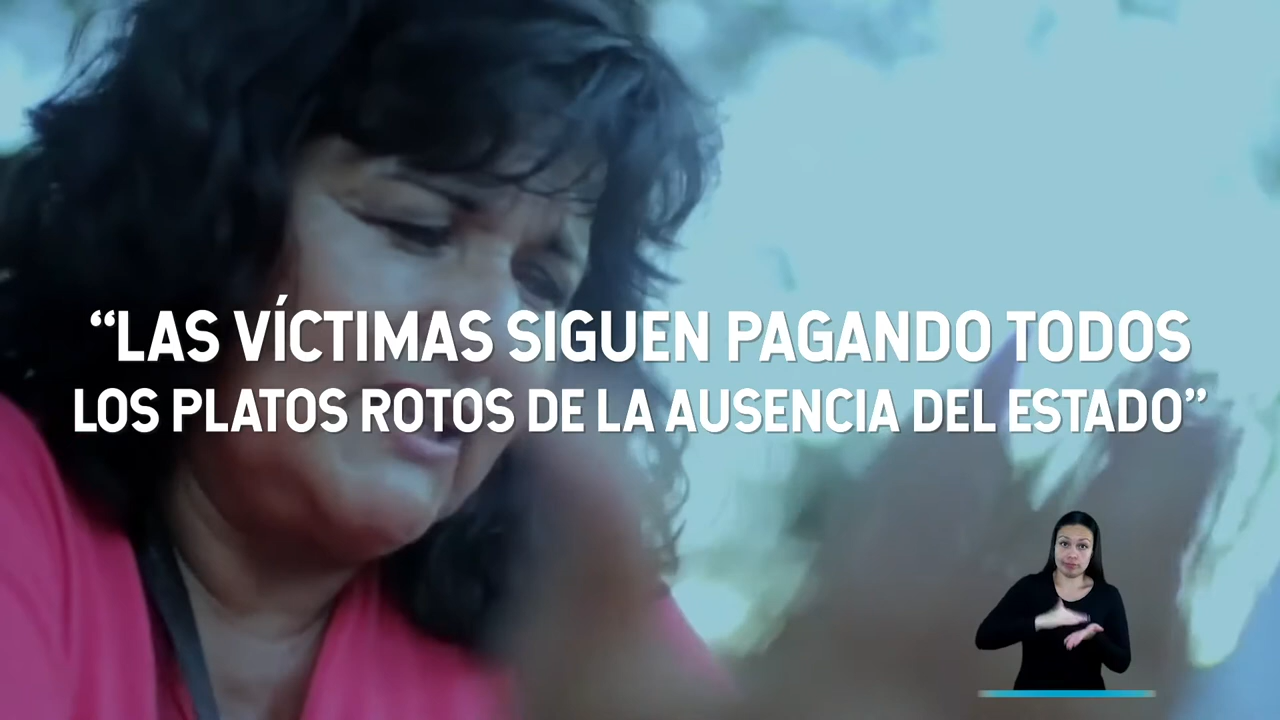 “LAS VÍCTIMAS SIGUEN PAGANDO TODOS
LOS PLATOS ROTOS DE LA AUSENCIA DEL ESTADO”